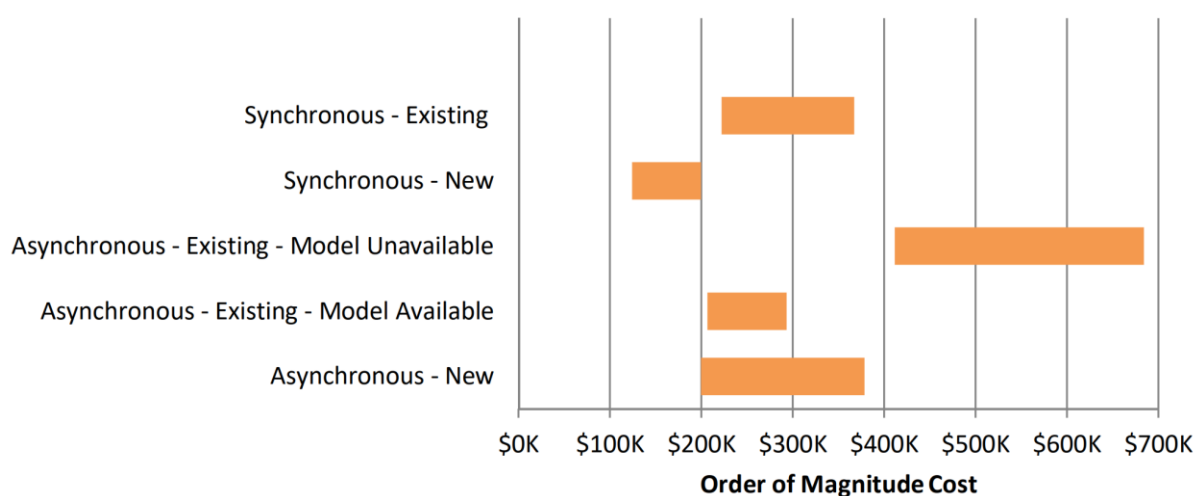 Synchronous - Existing
Synchronous - New
Asynchronous - Existing - Model Unavailable
Asynchronous - Existing - Model Available
Asynchronous - New
$0K $100K $200K $300K $400K $500K $600K $700K
Order of Magnitude Cost